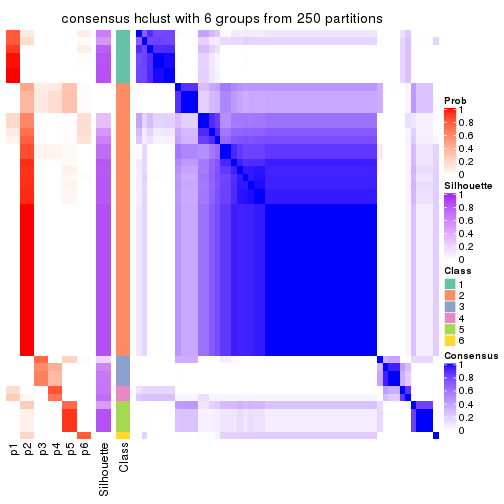 consensus hclust with 6 groups from 250 partitions
Prob
1
0.8
0.6
0.4
0.2
0
Silhouette
1
0.8
0.6
0.4
0.2
0
Class
1
2
3
4
5
6
Consensus
1
0.8
0.6
0.4
0.2
0
p1
p2
p3
p4
p5
p6
Silhouette
Class